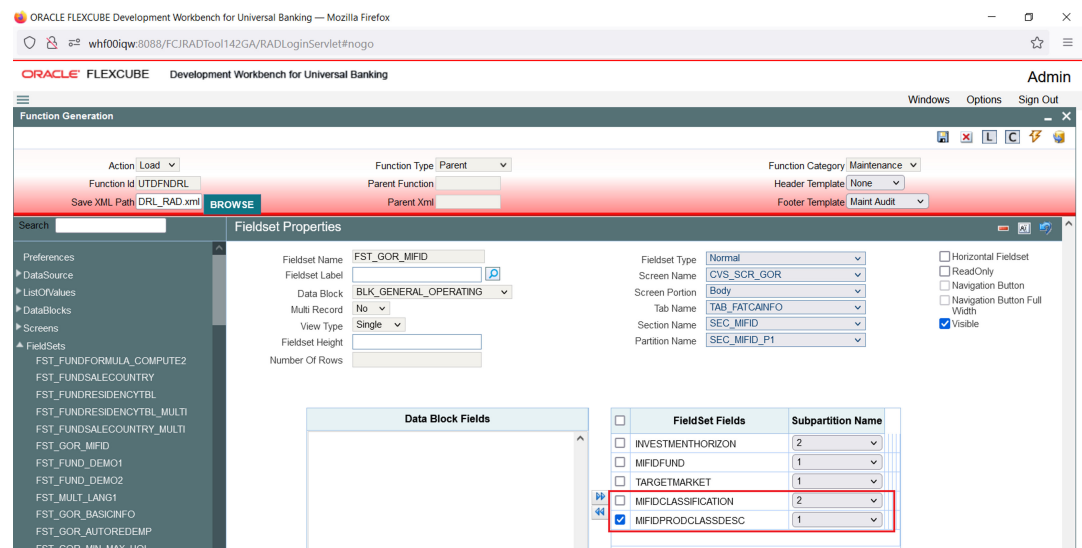 ORACLE FLEXCUBE Development Workbench for Universal Banking — Mozilla Firefox
whf00iqw:8088/FCJRADTool142GA/RADLoginServlet#nogo
ORACLE FLEXCUBE Development Workbench for Universal Banking
Admin
Windows Options Sign Out
Function Generation
L C
Action Load Function Type Parent Function Category Maintenance
Function Id UTDFNDRL Parent Function Header Template None
Save XML Path DRL_RAD.xml BROWSE Parent Xml Footer Template Maint Audit
Search Fieldset Properties
Preferences
DataSource
ListOfValues
DataBlocks
Screens
FieldSets
FST_FUNDFORMULA_COMPUTE2
FST_FUNDSALECOUNTRY
FST_FUNDRESIDENCYTBL
FST_FUNDRESIDENCYTBL_MULTI
FST_FUNDSALECOUNTRY_MULTI
FST_GOR_MIFID
FST_FUND_DEMO1
FST_FUND_DEMO2
FST_MULT_LANG1
FST_GOR_BASICINFO
FST_GOR_AUTOREDEMP
Fieldset Name FST_GOR_MIFID
Fieldset Label
Data Block BLK_GENERAL_OPERATING
Multi Record No
View Type Single
Fieldset Height
Number Of Rows
Fieldset Type Normal
Screen Name CVS_SCR_GOR
Screen Portion Body
Tab Name TAB_FATCAINFO
Section Name SEC_MIFID
Partition Name SEC_MIFID_P1
Horizontal Fieldset
ReadOnly
Navigation Button
Navigation Button Full
Width
Visible
Data Block Fields
FieldSet Fields Subpartition Name
INVESTMENTHORIZON 2
MIFIDFUND 1
TARGETMARKET 1
MIFIDCLASSIFICATION 2
MIFIDPRODCLASSDESC 1